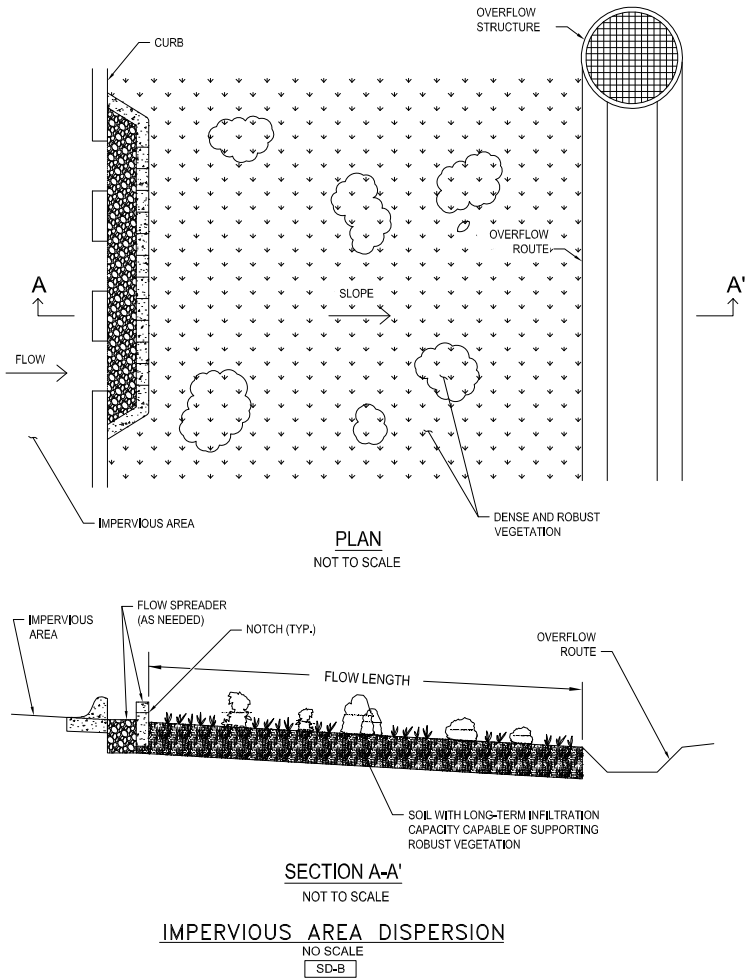 OVERFLOW
STRUCTURE
CURB
OVERFLOW
ROUTE
A
A'
SLOPE
FLOW
IMPERVIOUS AREA
DENSE AND ROBUST
VEGETATION
PLAN
NOT TO SCALE
IMPERVIOUS
AREA
FLOW SPREADER
(AS NEEDED)
NOTCH (TYP.)
FLOW LENGTH
OVERFLOW
ROUTE
SOIL WITH LONG-TERM INFILTRATION
CAPACITY CAPABLE OF SUPPORTING
ROBUST VEGETATION
SECTION A-A'
NOT TO SCALE
IMPERVIOUS AREA DISPERSION
NO SCALE
SD-B